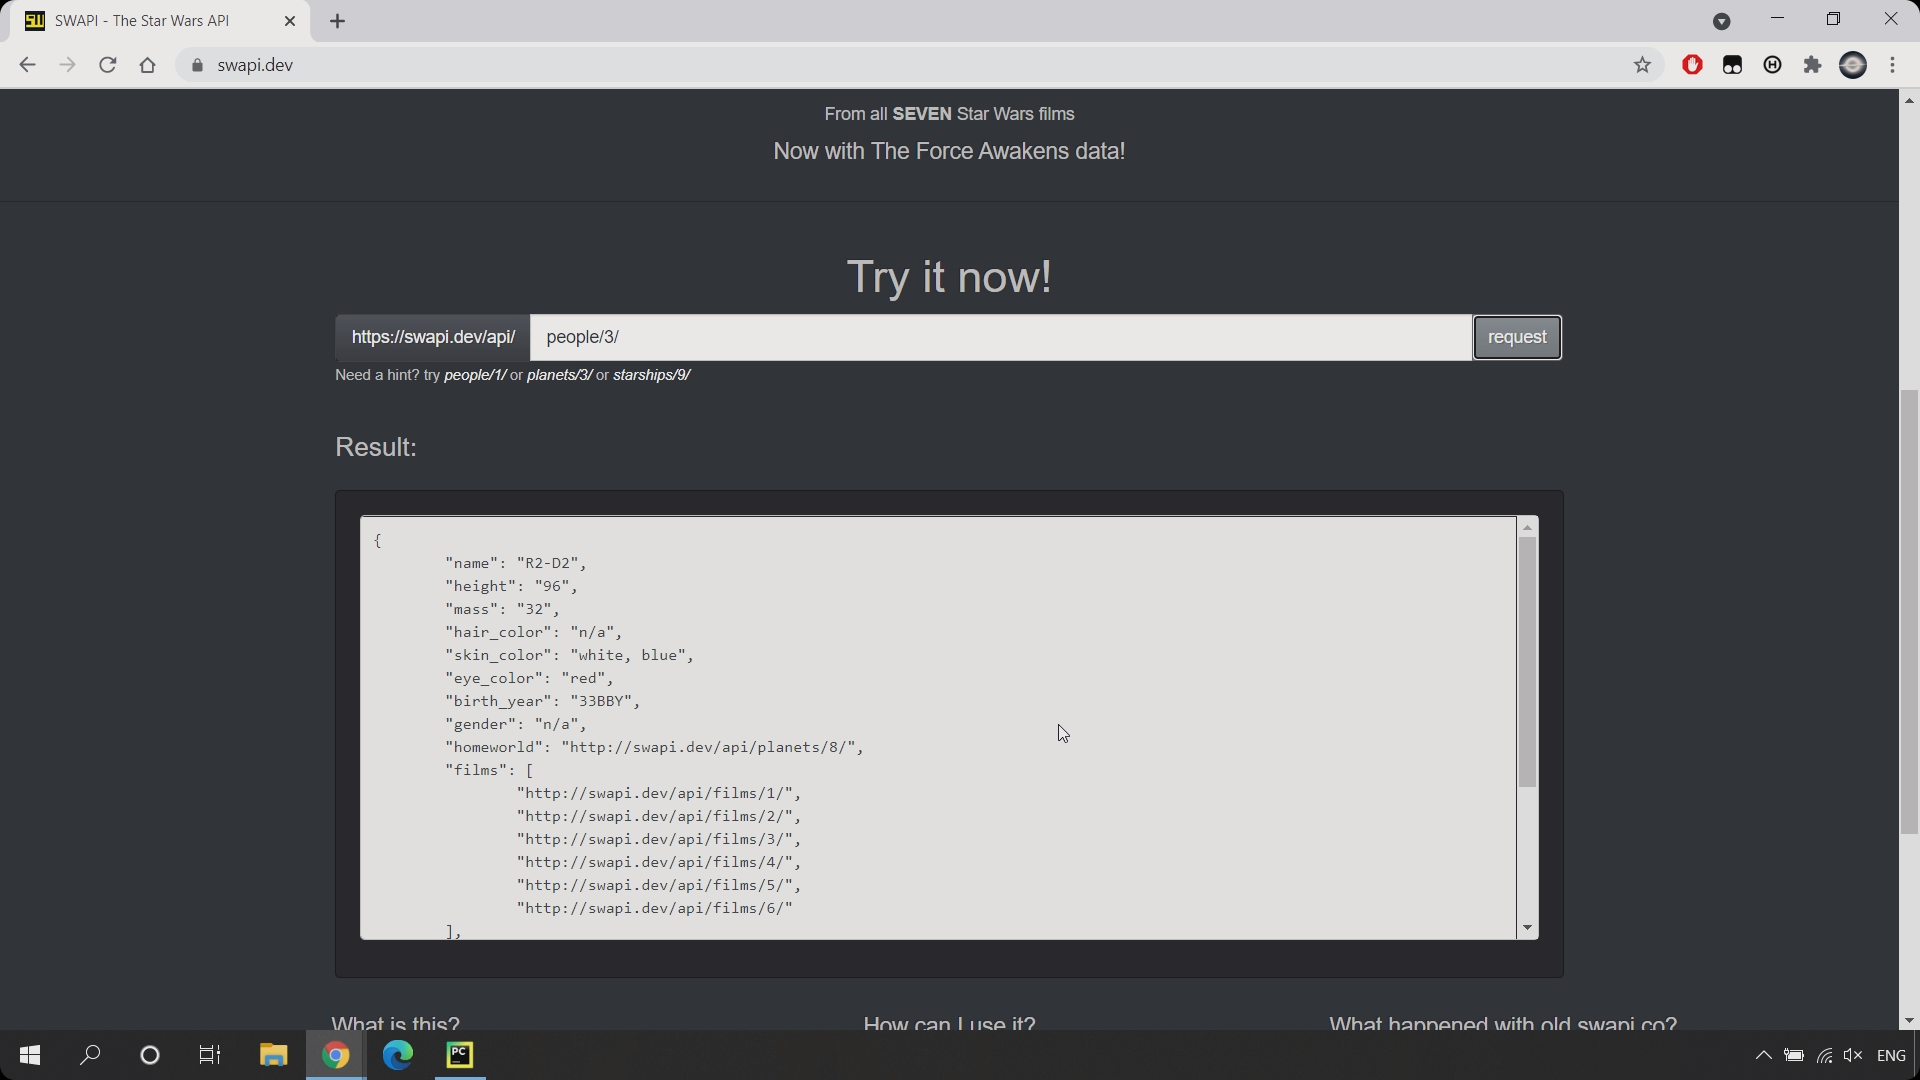 SWAPI - The Star Wars API
swapi.dev
From all SEVEN Star Wars films
Now with The Force Awakens data!
Try it now!
https://swapi.dev/api/ people/3/ request
Need a hint? try people/1/ or planets/3/ or starships/9/
Result:
{
"name": "R2-D2",
"height": "96",
"mass": "32",
"hair_color": "n/a",
"skin_color": "white, blue",
"eye_color": "red",
"birth_year": "33BBY",
"gender": "n/a",
"homeworld": "http://swapi.dev/api/planets/8/",
"films": [
"http://swapi.dev/api/films/1/",
"http://swapi.dev/api/films/2/",
"http://swapi.dev/api/films/3/",
"http://swapi.dev/api/films/4/",
"http://swapi.dev/api/films/5/",
"http://swapi.dev/api/films/6/"
],
What is this? How can I use it? What happened with old swapi.co?
PC
ENG